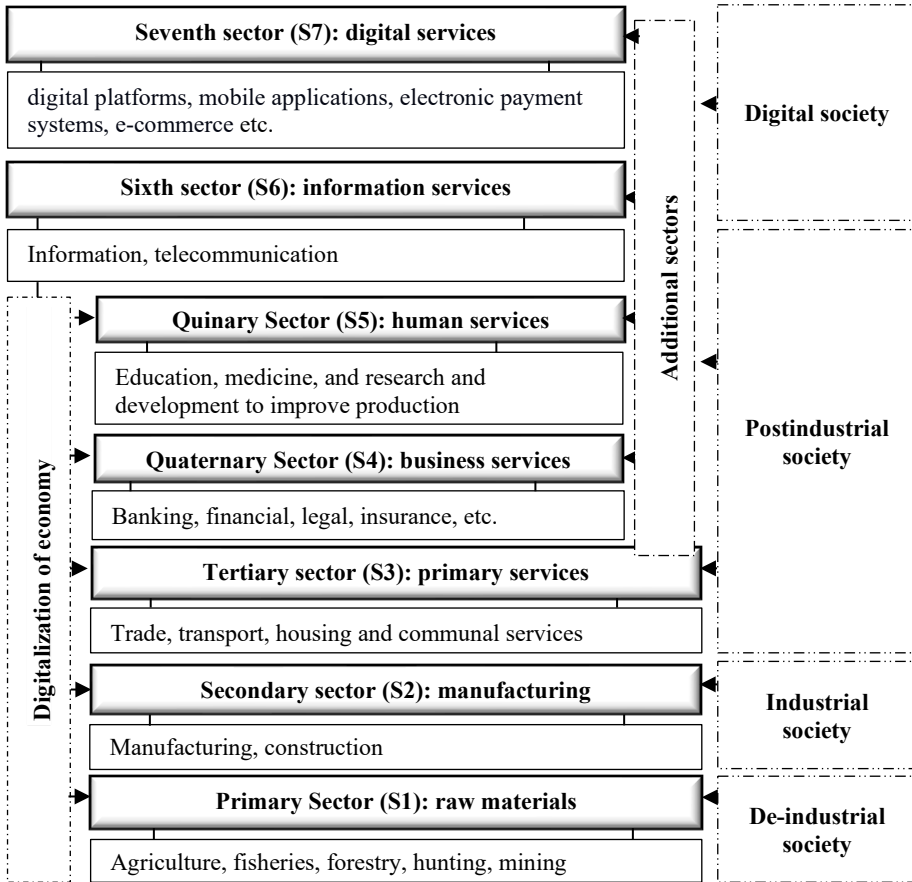 Seventh sector (S7): digital services
digital platforms, mobile applications, electronic payment
systems, e-commerce etc.
Sixth sector (S6): information services
Information, telecommunication
Quinary Sector (S5): human services
Education, medicine, and research and
development to improve production
Quaternary Sector (S4): business services
Banking, financial, legal, insurance, etc.
Tertiary sector (S3): primary services
Trade, transport, housing and communal services
Secondary sector (S2): manufacturing
Manufacturing, construction
Primary Sector (S1): raw materials
Agriculture, fisheries, forestry, hunting, mining
Digitalization of economy
Additional sectors
Digital society
Postindustrial
society
Industrial
society
De-industrial
society